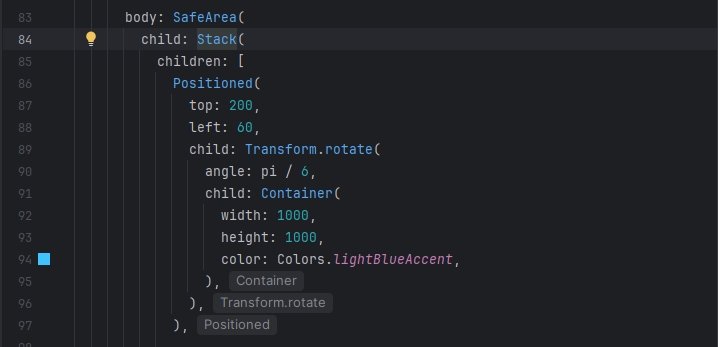 83 body: SafeArea(
84 child: Stack(
85 children: [
86 Positioned(
87 top: 200,
88 left: 60,
89 child: Transform.rotate(
90 angle: pi / 6,
91 child: Container(
92 width: 1000,
93 height: 1000,
94 color: Colors.lightBlueAccent,
95 ), Container
96 ), Transform.rotate
97 ), Positioned